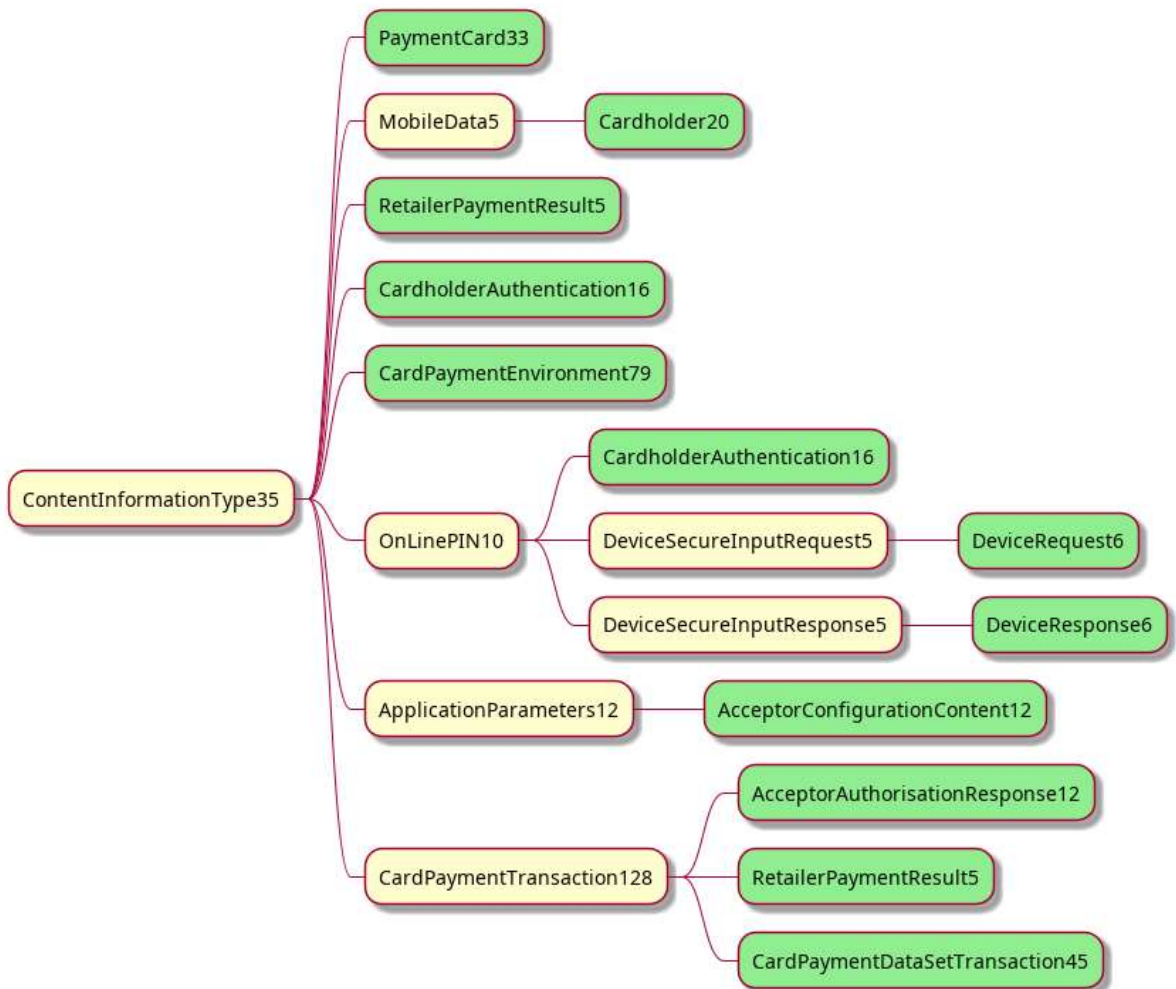 PaymentCard33
MobileData5
Cardholder20
RetailerPaymentResult5
CardholderAuthentication16
CardPaymentEnvironment79
ContentInformationType35
OnLinePIN10
CardholderAuthentication16
DeviceSecureInputRequest5
DeviceRequest6
DeviceSecureInputResponse5
DeviceResponse6
ApplicationParameters12
AcceptorConfigurationContent12
CardPaymentTransaction128
AcceptorAuthorisationResponse12
RetailerPaymentResult5
CardPaymentDataSetTransaction45